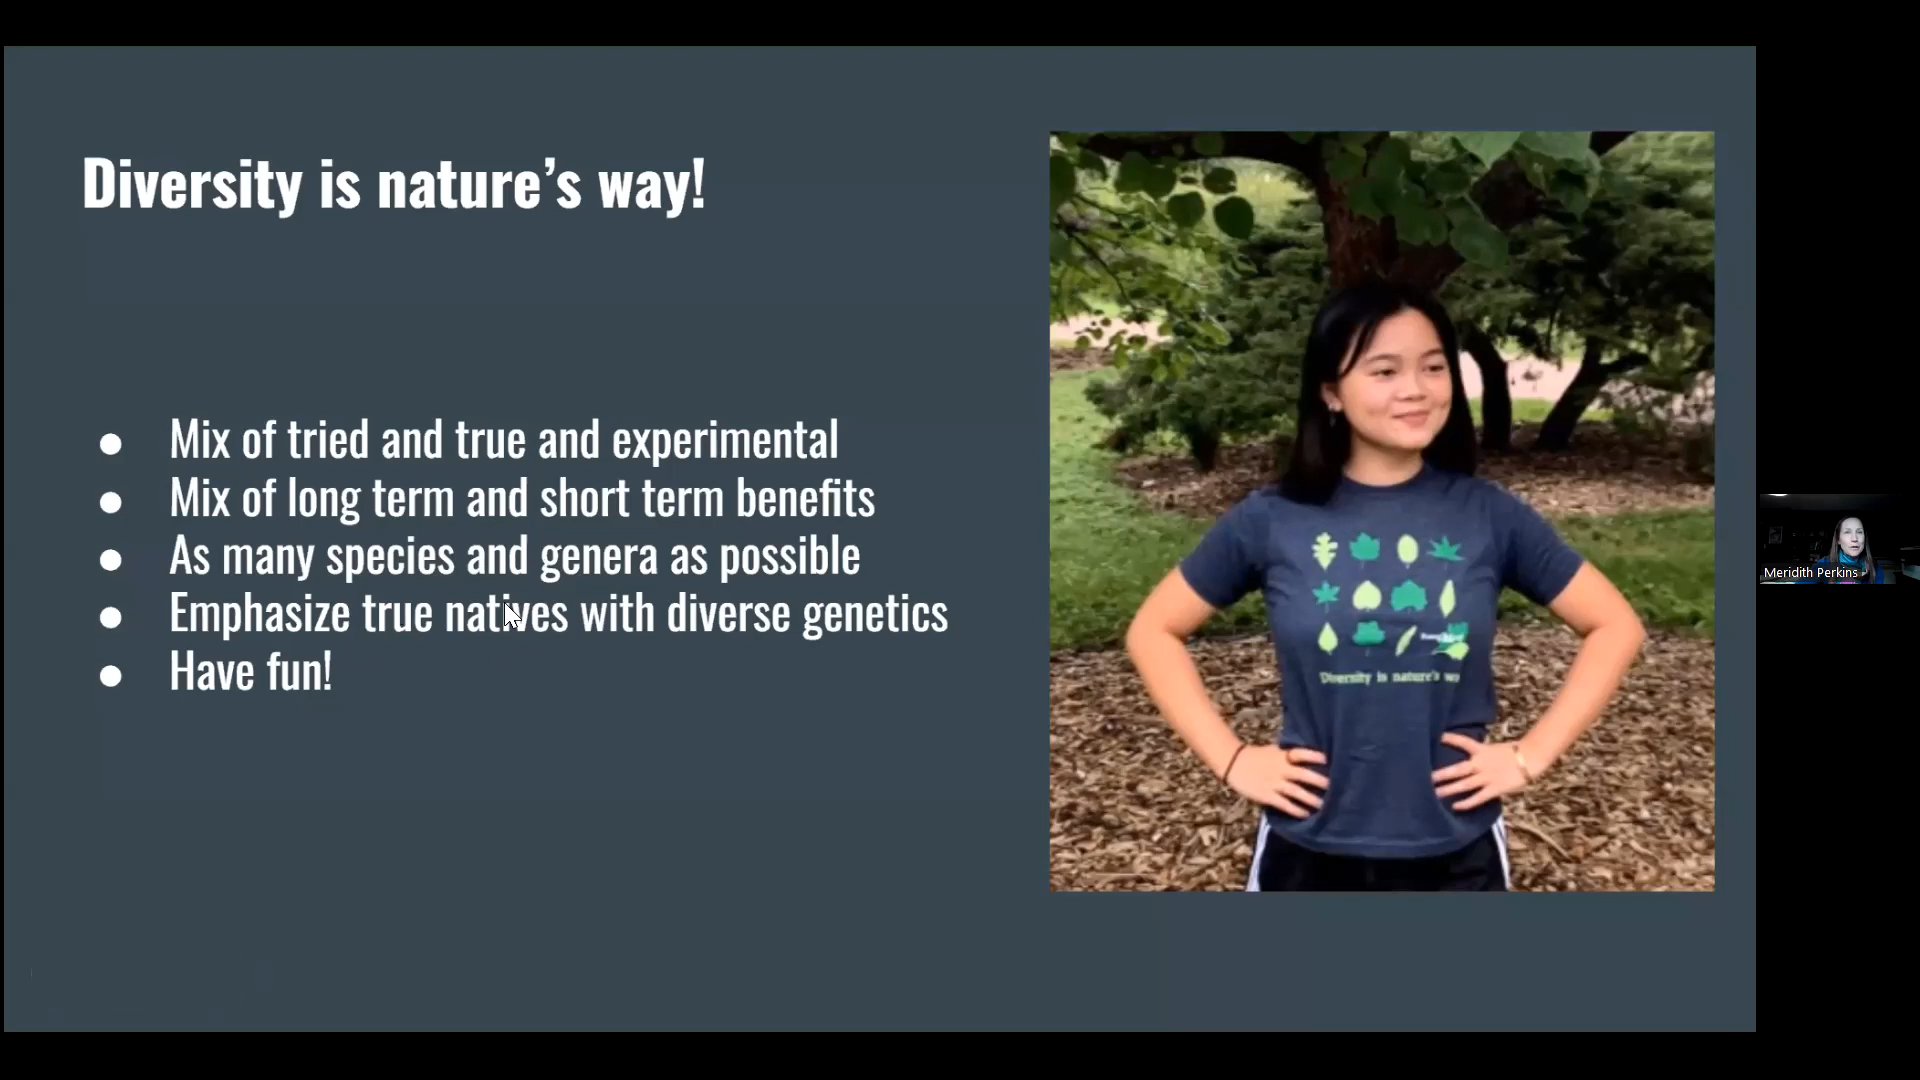 Diversity is nature’s way!
● Mix of tried and true and experimental
● Mix of long term and short term benefits
● As many species and genera as possible
● Emphasize true natives with diverse genetics
● Have fun!
Diversity is nature's
Meridith Perkins